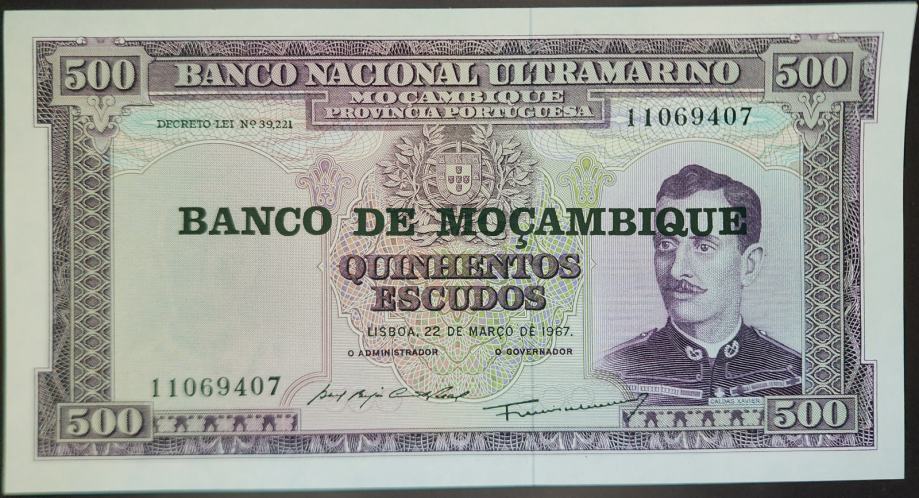 500 BANCO NACIONAL ULTRAMARINO 500
MOÇAMBIQUE
PROVINCIA PORTUGUESA
DECRETO-LEI Nº 39,221
11069407
BANCO DE MOÇAMBIQUE
QUINHENTOS
ESCUDOS
LISBOA, 22 DE MARÇO DE 1967.
O ADMINISTRADOR O GOVERNADOR
11069407
CALDAS XAVIER
500 500